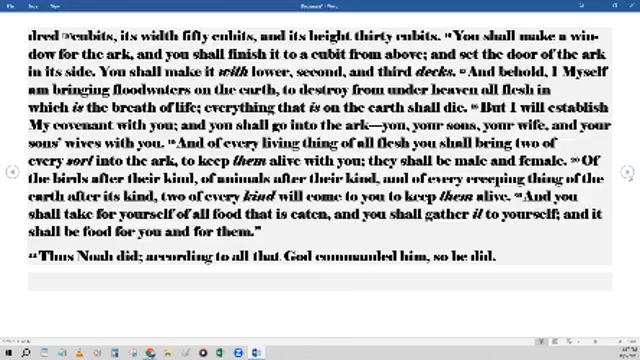 dred cubits, its width fifty cubits, and its height thirty cubits. You shall make a win-
dow for the ark, and you shall finish it to a cubit from above; and set the door of the ark
in its side. You shall make it with lower, second, and third decks. And behold, I Myself
am bringing floodwaters on the earth, to destroy from under heaven all flesh in
which is the breath of life; everything that is on the earth shall die. But I will establish
My covenant with you; and you shall go into the ark—you, your sons, your wife, and your
sons' wives with you. And of every living thing of all flesh you shall bring two of
every sort into the ark, to keep them alive with you; they shall be male and female. Of
the birds after their kind, of animals after their kind, and of every creeping thing of the
earth after its kind, two of every kind will come to you to keep them alive. And you
shall take for yourself of all food that is eaten, and you shall gather it to yourself; and it
shall be food for you and for them."
Thus Noah did; according to all that God commanded him, so he did.